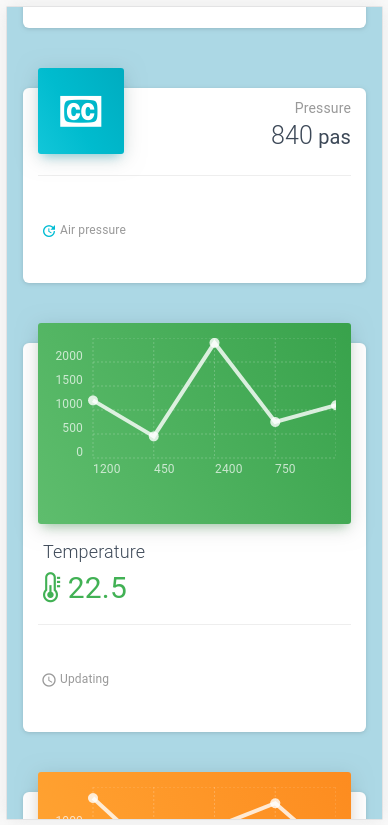 CC
Pressure
840 pas
Air pressure
2000
1500
1000
500
0
1200 450 2400 750
Temperature
22.5
Updating